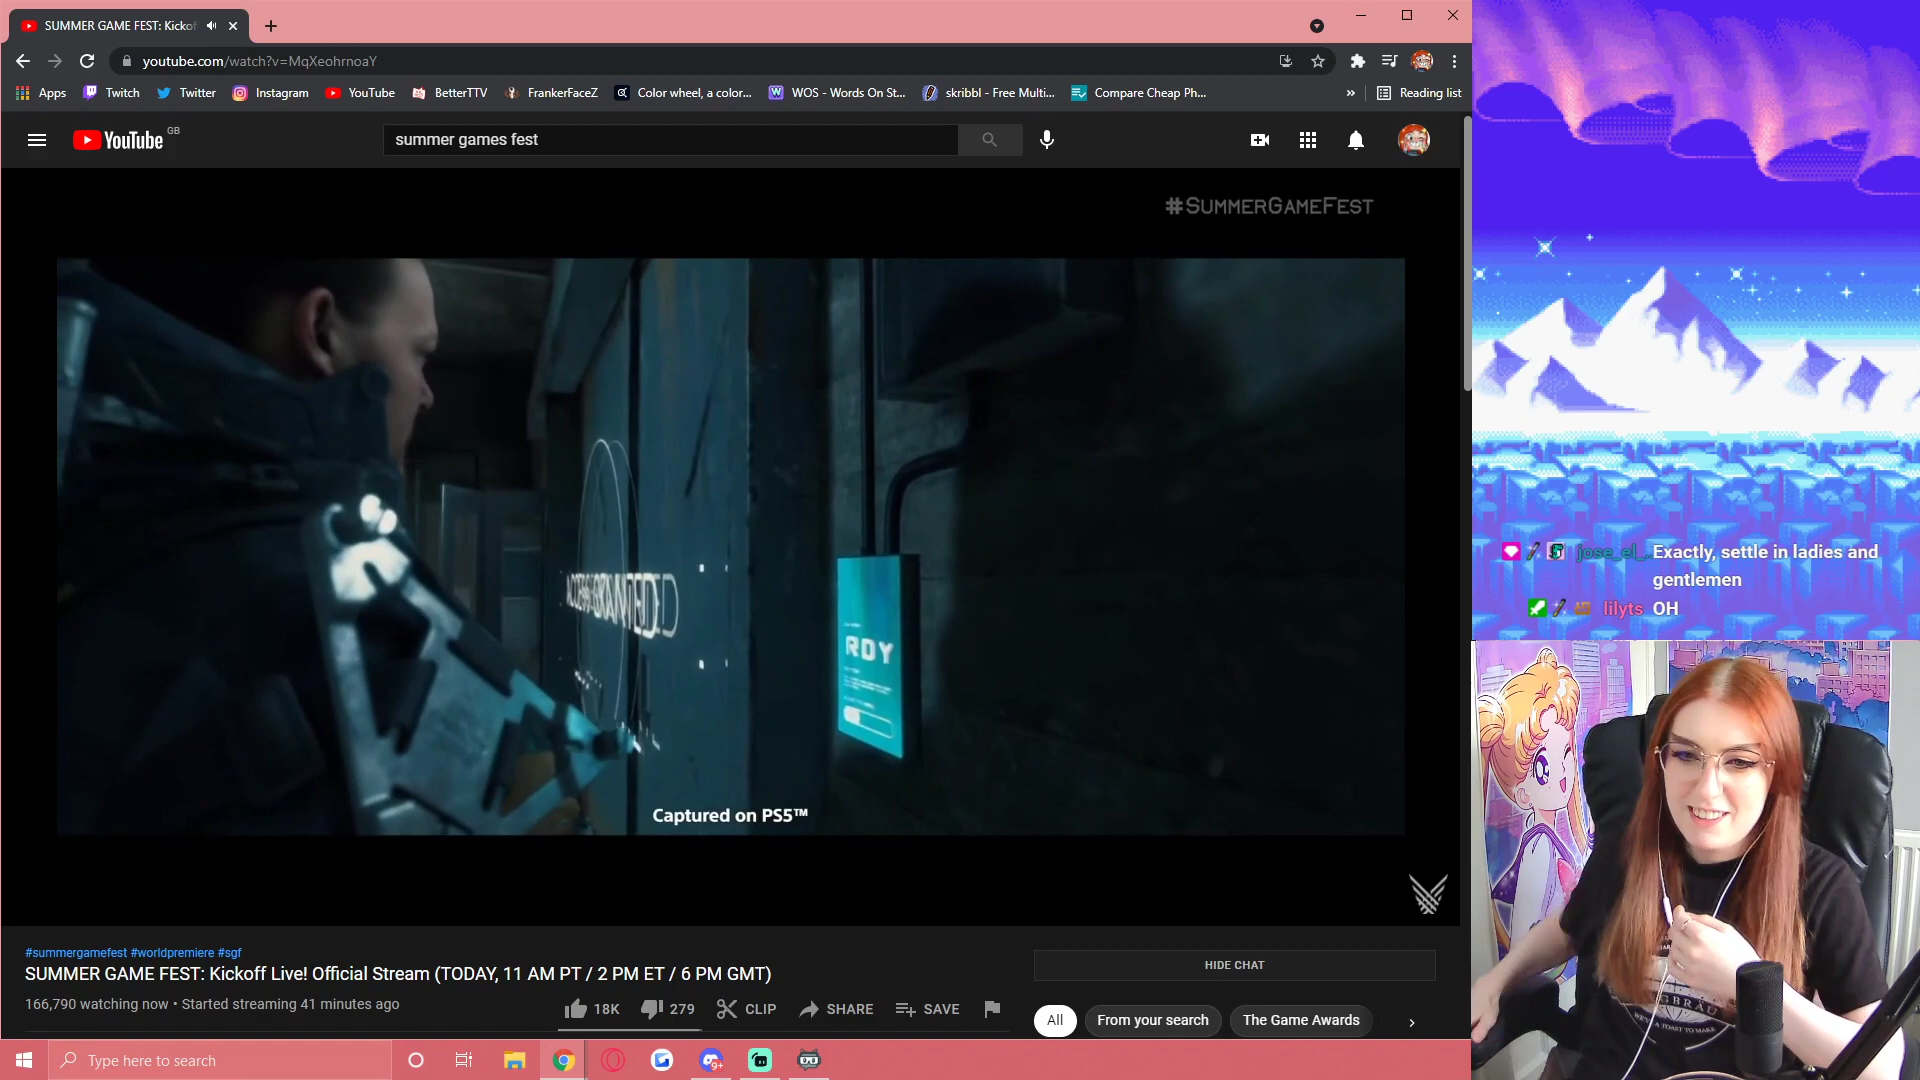 SUMMER GAME FEST: Kickof
youtube.com/watch?v=MqXeohrnoaY
Apps Twitch Twitter Instagram YouTube BetterTTV FrankerFaceZ Color wheel, a color... WOS - Words On St... skribbl - Free Multi... Compare Cheap Ph... » Reading list
YouTube GB
summer games fest
#SUMMERGAMEFEST
ACCESS GRANTED
RDY
Captured on PS5™
#summergamefest #worldpremiere #sgf
SUMMER GAME FEST: Kickoff Live! Official Stream (TODAY, 11 AM PT / 2 PM ET / 6 PM GMT)
166,790 watching now • Started streaming 41 minutes ago
18K 279 CLIP SHARE SAVE
HIDE CHAT
All From your search The Game Awards
Type here to search
9+
jose_el_.. Exactly, settle in ladies and
gentlemen
lilyts OH